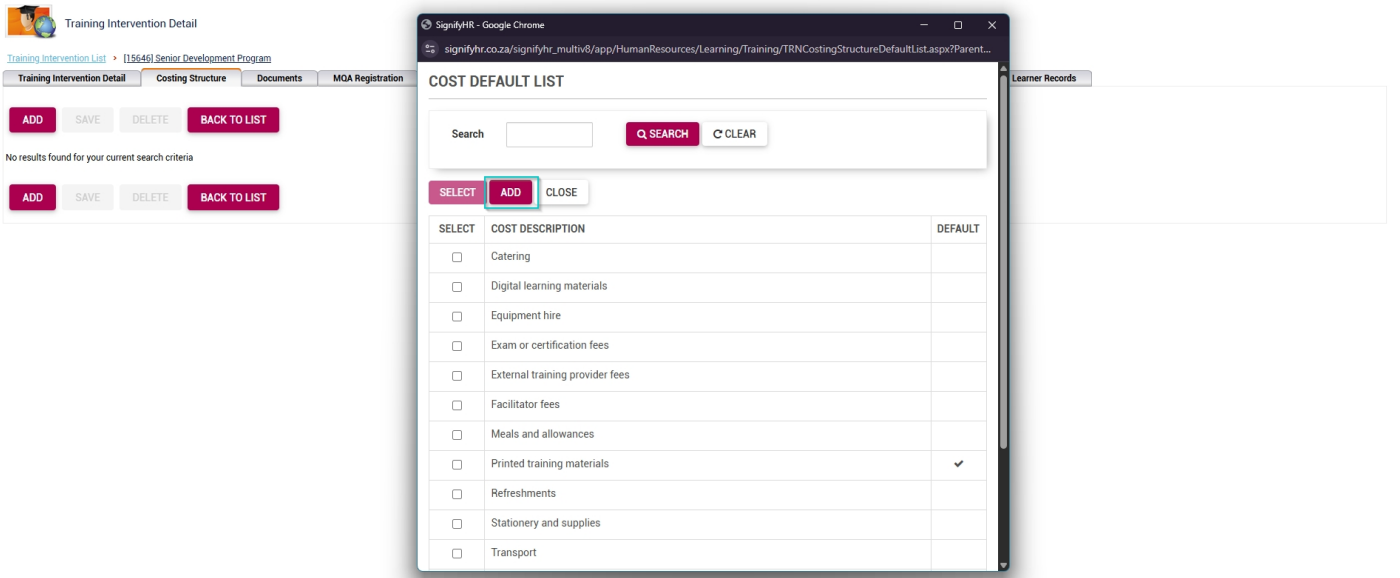 Training Intervention Detail
Training Intervention List > [15646] Senior Development Program
Training Intervention Detail Costing Structure Documents MQA Registration Learner Records
ADD SAVE DELETE BACK TO LIST
No results found for your current search criteria
ADD SAVE DELETE BACK TO LIST
SignifyHR - Google Chrome
signifyhr.co.za/signifyhr_multiv8/app/HumanResources/Learning/Training/TRNCostingStructureDefaultList.aspx?Parent...
COST DEFAULT LIST
Search SEARCH CLEAR
SELECT ADD CLOSE
SELECT COST DESCRIPTION DEFAULT
Catering
Digital learning materials
Equipment hire
Exam or certification fees
External training provider fees
Facilitator fees
Meals and allowances
Printed training materials
Refreshments
Stationery and supplies
Transport